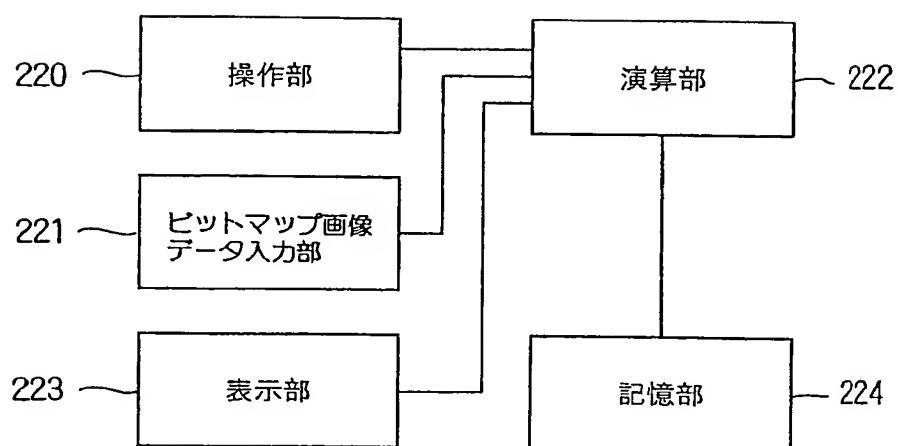 220
操作部
演算部
222
221
ビットマップ画像
データ入力部
223
表示部
記憶部
224